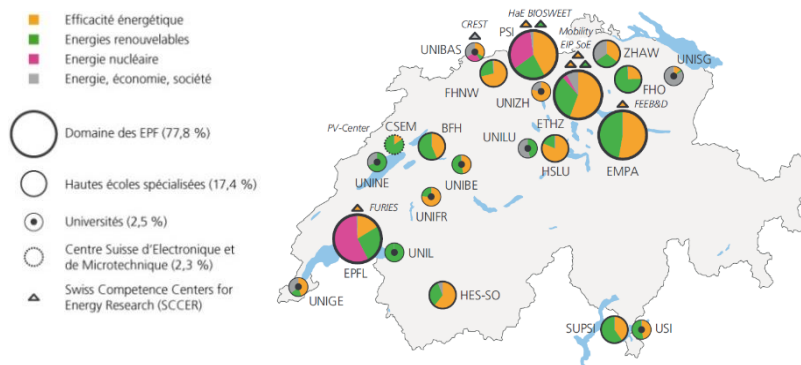 Efficacité énergétique
Energies renouvelables
Energie nucléaire
Energie, économie, société
Domaine des EPF (77,8 %)
Hautes écoles spécialisées (17,4 %)
Universités (2,5 %)
Centre Suisse d'Electronique et
de Microtechnique (2,3 %)
Swiss Competence Centers for
Energy Research (SCCER)
HaE BIOSWEET
CREST
PSI
Mobility
EIP SoE
UNIBAS
ZHAW
UNISG
FHNW
UNIZH
FHO
ETHZ
FEEB&D
PV-Center
CSEM
BFH
UNILU
HSLU
EMPA
UNINE
UNIBE
UNIFR
FURIES
EPFL
UNIL
UNIGE
HES-SO
SUPSI
USI